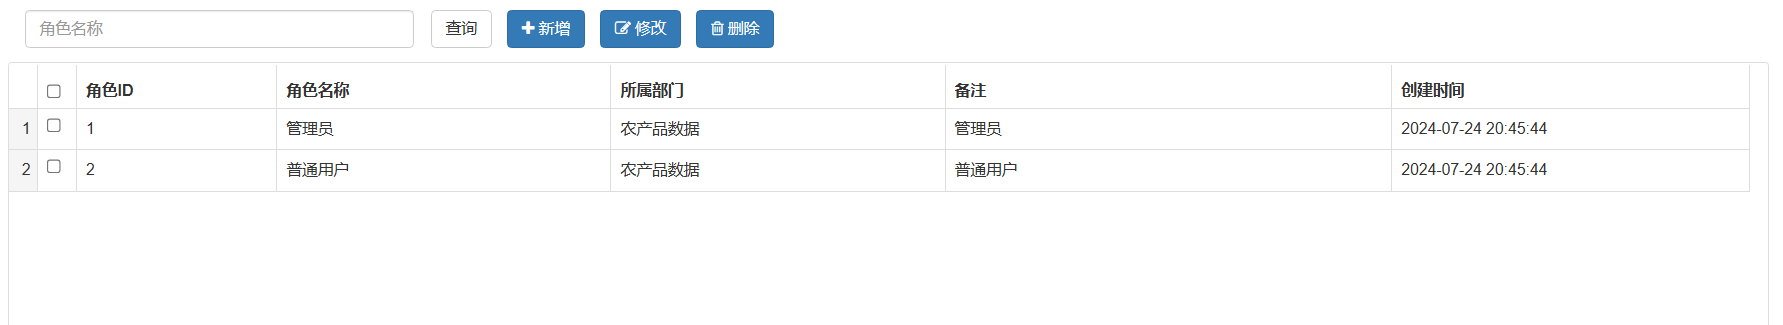 角色名称 查询 新增 修改 删除
角色ID 角色名称 所属部门 备注 创建时间
1 1 管理员 农产品数据 管理员 2024-07-24 20:45:44
2 2 普通用户 农产品数据 普通用户 2024-07-24 20:45:44